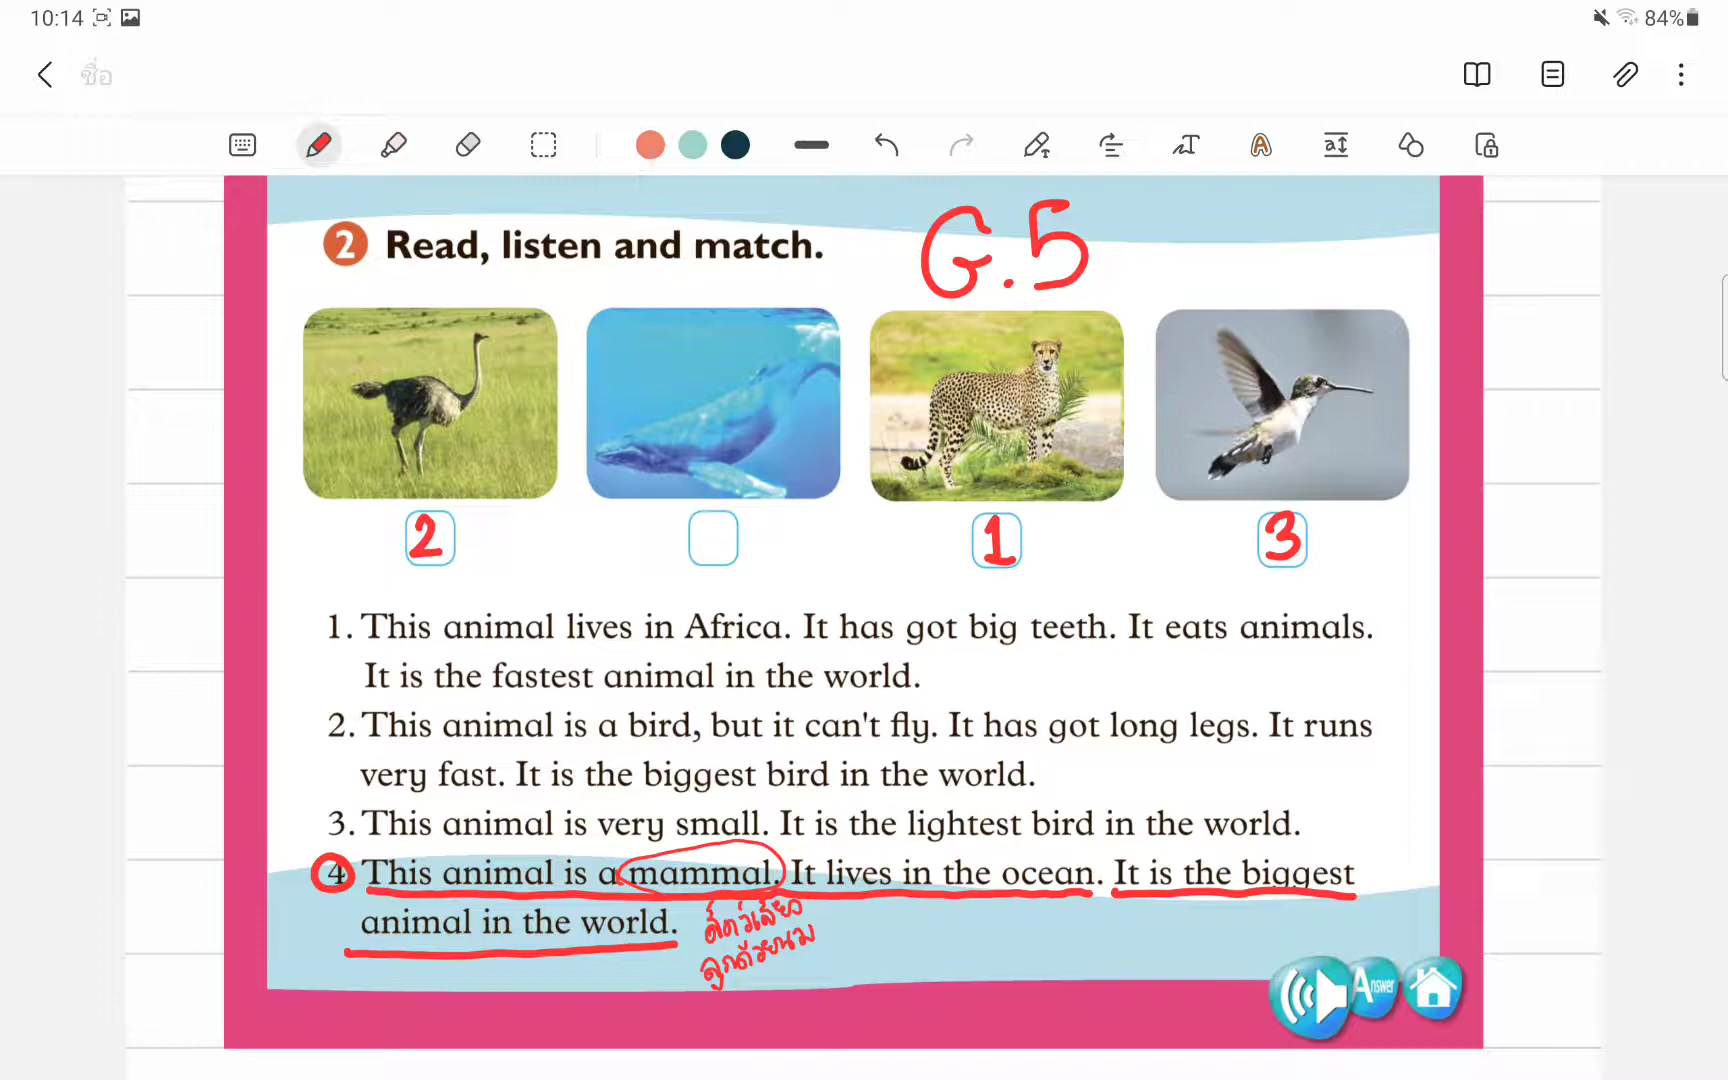 10:14
84%
ชื่อ
2 Read, listen and match.
G.5
2
1
3
1. This animal lives in Africa. It has got big teeth. It eats animals.
It is the fastest animal in the world.
2. This animal is a bird, but it can't fly. It has got long legs. It runs
very fast. It is the biggest bird in the world.
3. This animal is very small. It is the lightest bird in the world.
4 This animal is a mammal. It lives in the ocean. It is the biggest
animal in the world.
สัตว์เลี้ยง
ลูกด้วยนม
Answer